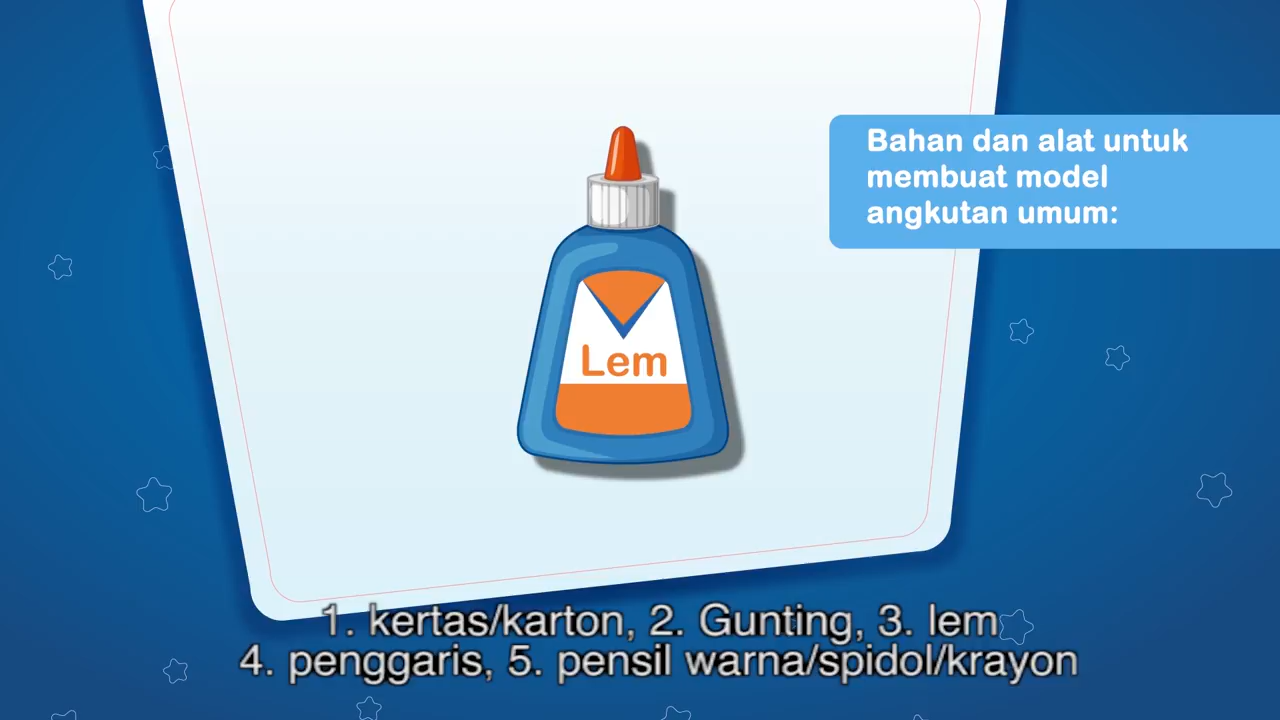 Bahan dan alat untuk
membuat model
angkutan umum:
Lem
1. kertas/karton, 2. Gunting, 3. lem
4. penggaris, 5. pensil warna/spidol/krayon